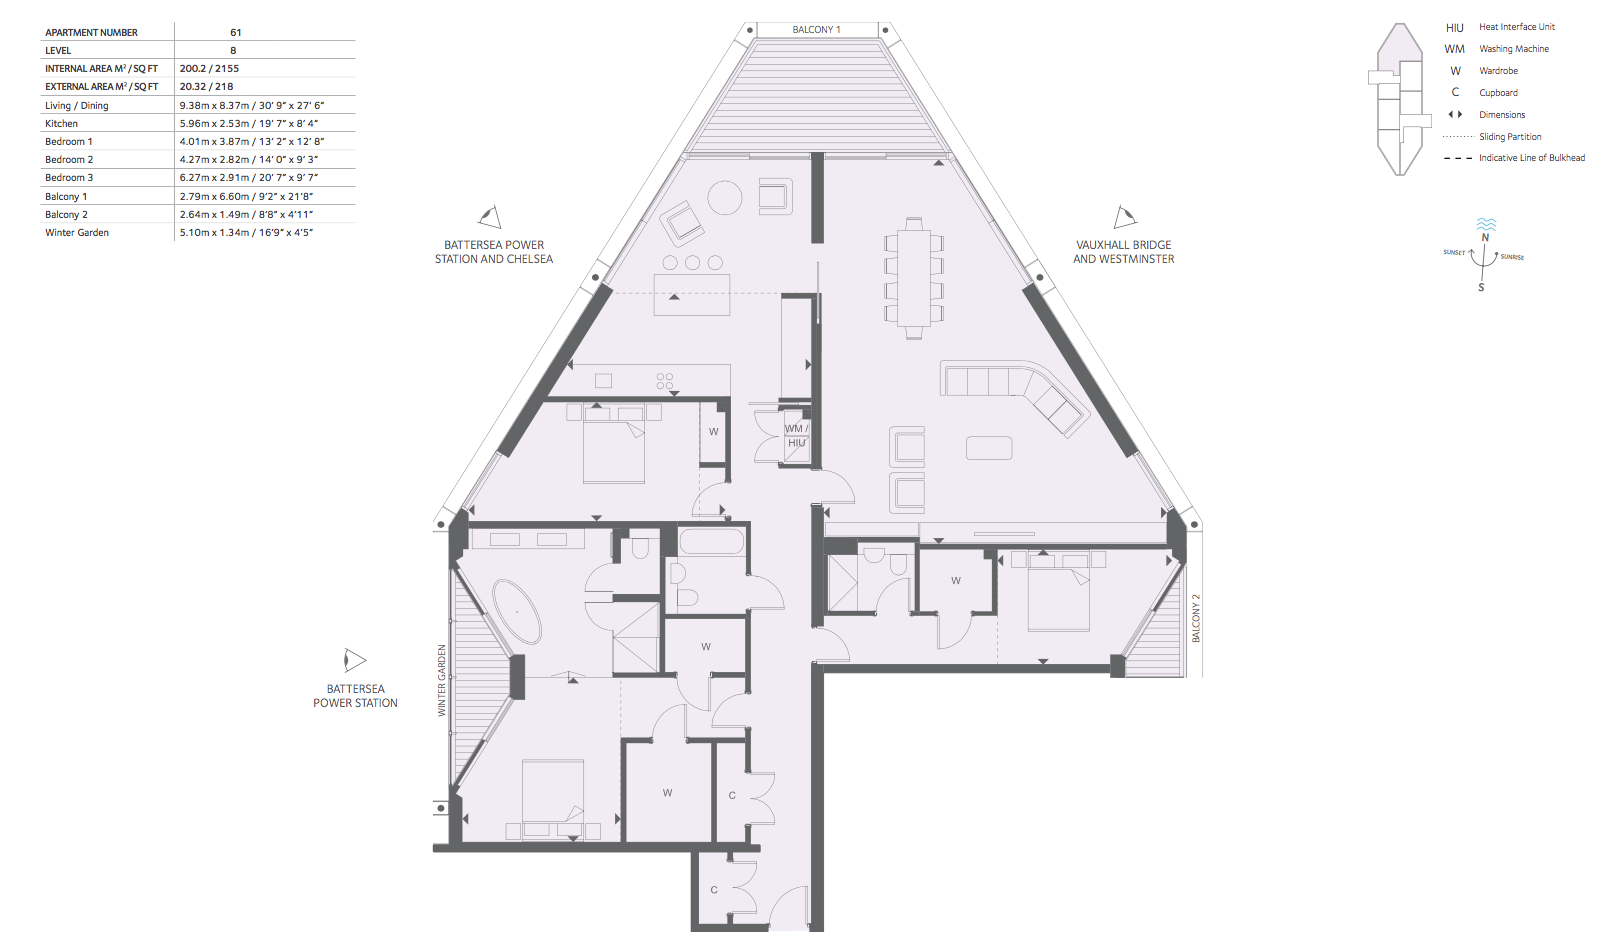 APARTMENT NUMBER 61
LEVEL 8
INTERNAL AREA M² / SQ FT 200.2 / 2155
EXTERNAL AREA M² / SQ FT 20.32 / 218
Living / Dining 9.38m x 8.37m / 30' 9" x 27' 6"
Kitchen 5.96m x 2.53m / 19' 7" x 8' 4"
Bedroom 1 4.01m x 3.87m / 13' 2" x 12' 8"
Bedroom 2 4.27m x 2.82m / 14' 0" x 9' 3"
Bedroom 3 6.27m x 2.91m / 20' 7" x 9' 7"
Balcony 1 2.79m x 6.60m / 9'2" x 21'8"
Balcony 2 2.64m x 1.49m / 8'8" x 4'11"
Winter Garden 5.10m x 1.34m / 16'9" x 4'5"
BALCONY 1
HIU Heat Interface Unit
WM Washing Machine
W Wardrobe
C Cupboard
Dimensions
Sliding Partition
Indicative Line of Bulkhead
N
SUNSET
SUNRISE
S
BATTERSEA POWER
STATION AND CHELSEA
VAUXHALL BRIDGE
AND WESTMINSTER
W
WM /
HIU
W
BALCONY 2
W
WINTER GARDEN
BATTERSEA
POWER STATION
W
C
C